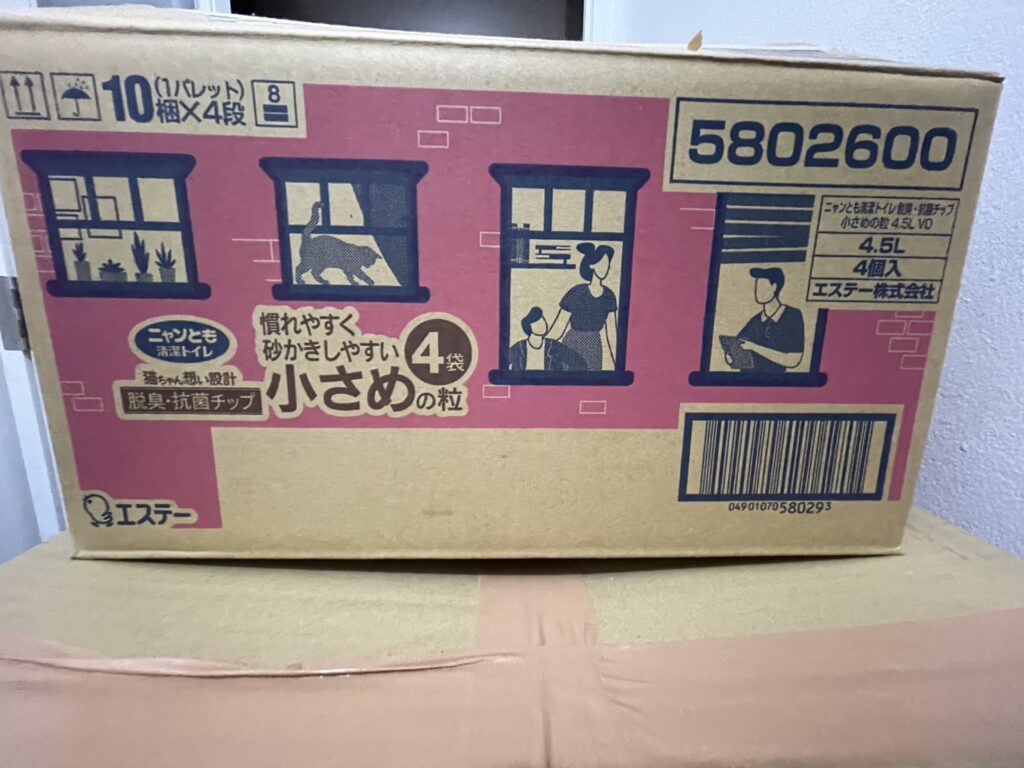 10(1パレット)
梱×4段
8
5802600
ニャンとも清潔トイレ 脱臭・抗菌チップ
小さめの粒 4.5L VO
4.5L
4個入
エステー株式会社
ニャンとも
清潔トイレ
猫ちゃん想い設計
脱臭・抗菌チップ
慣れやすく
砂かきしやすい
小さめの粒
4袋
エステー
04901070580293